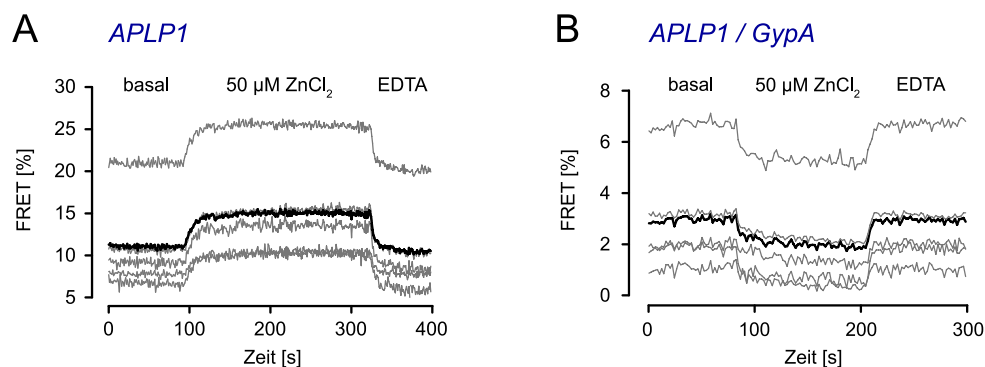 A
APLP1
basal 50 µM ZnCl₂ EDTA
FRET [%]
30
25
20
15
10
5
0 100 200 300 400
Zeit [s]
B
APLP1 / GypA
basal 50 µM ZnCl₂ EDTA
FRET [%]
8
6
4
2
0
0 100 200 300
Zeit [s]